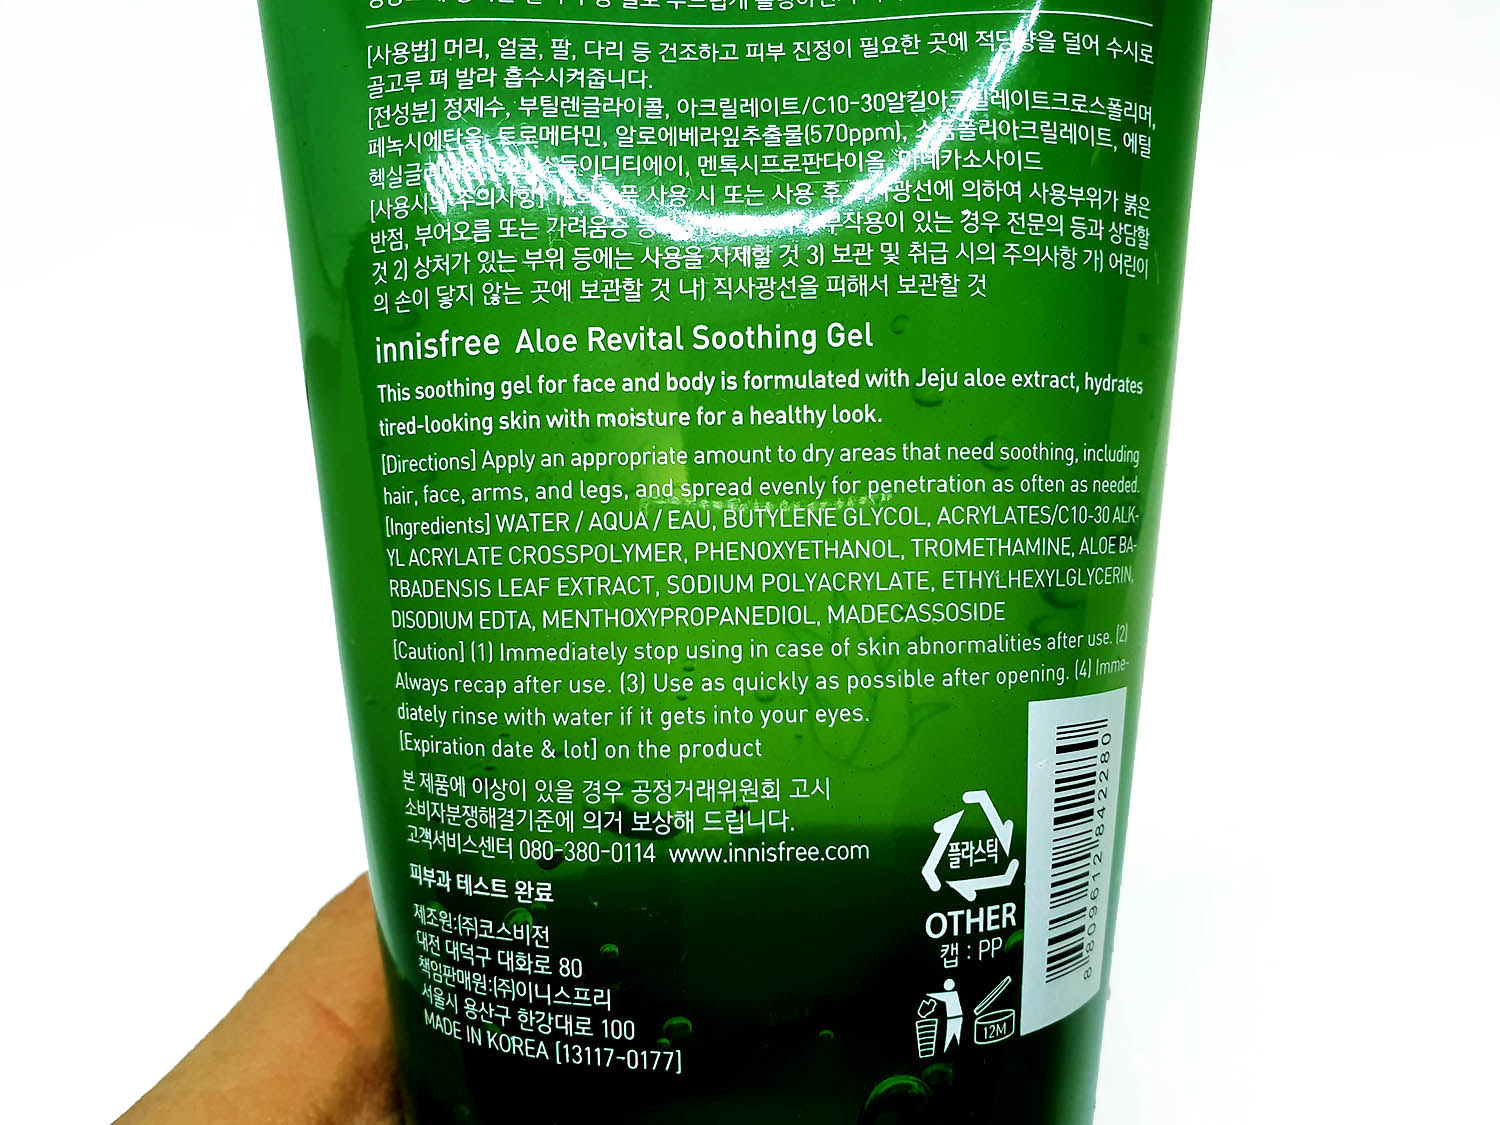 [사용법] 머리, 얼굴, 팔, 다리 등 건조하고 피부 진정이 필요한 곳에 적당량을 덜어 수시로
골고루 펴 발라 흡수시켜줍니다.
[전성분] 정제수, 부틸렌글라이콜, 아크릴레이트/C10-30알킬아크릴레이트크로스폴리머,
페녹시에탄올, 트로메타민, 알로에베라잎추출물(570ppm), 소듐폴리아크릴레이트, 에틸
헥실글리세린, 다이소듐이디티에이, 멘톡시프로판다이올, 마데카소사이드
[사용시의 주의사항] 사용 시 또는 사용 후 직사광선에 의하여 사용부위가 붉은
반점, 부어오름 또는 가려움증 부작용이 있는 경우 전문의 등과 상담할
것 2) 상처가 있는 부위 등에는 사용을 자제할 것 3) 보관 및 취급 시의 주의사항 가) 어린이
의 손이 닿지 않는 곳에 보관할 것 나) 직사광선을 피해서 보관할 것
innisfree Aloe Revital Soothing Gel
This soothing gel for face and body is formulated with Jeju aloe extract, hydrates
tired-looking skin with moisture for a healthy look.
[Directions] Apply an appropriate amount to dry areas that need soothing, including
hair, face, arms, and legs, and spread evenly for penetration as often as needed.
[Ingredients] WATER / AQUA / EAU, BUTYLENE GLYCOL, ACRYLATES/C10-30 ALK-
YL ACRYLATE CROSSPOLYMER, PHENOXYETHANOL, TROMETHAMINE, ALOE BA-
RBADENSIS LEAF EXTRACT, SODIUM POLYACRYLATE, ETHYLHEXYLGLYCERIN,
DISODIUM EDTA, MENTHOXYPROPANEDIOL, MADECASSOSIDE
[Caution] (1) Immediately stop using in case of skin abnormalities after use. (2)
Always recap after use. (3) Use as quickly as possible after opening. (4) Imme-
diately rinse with water if it gets into your eyes.
[Expiration date & lot] on the product
본 제품에 이상이 있을 경우 공정거래위원회 고시
소비자분쟁해결기준에 의거 보상해 드립니다.
고객서비스센터 080-380-0114 www.innisfree.com
피부과 테스트 완료
제조원:(주)코스비전
대전 대덕구 대화로 80
책임판매원:(주)이니스프리
서울시 용산구 한강대로 100
MADE IN KOREA [13117-0177]
플라스틱
OTHER
캡 : PP
12M
8 809612 842280